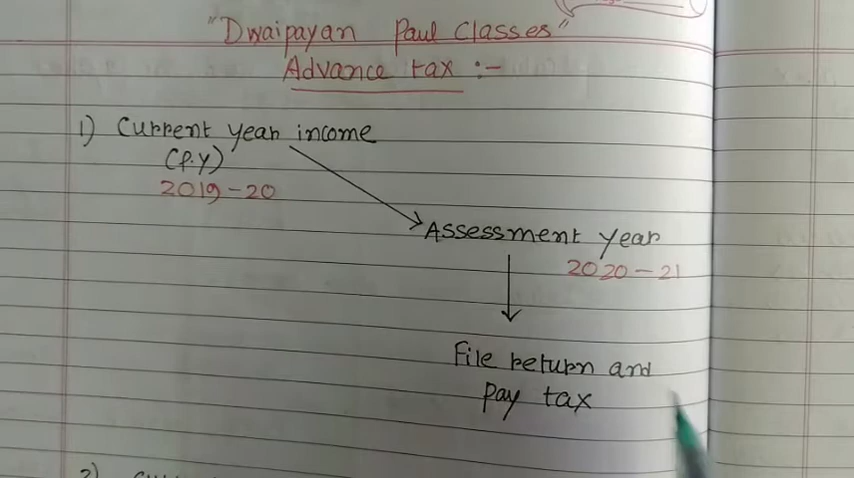 "Dwaipayan Paul Classes"
Advance tax :-
1) Current year income
(P.Y)
2019-20
Assessment year
2020-21
File return and
pay tax
2)